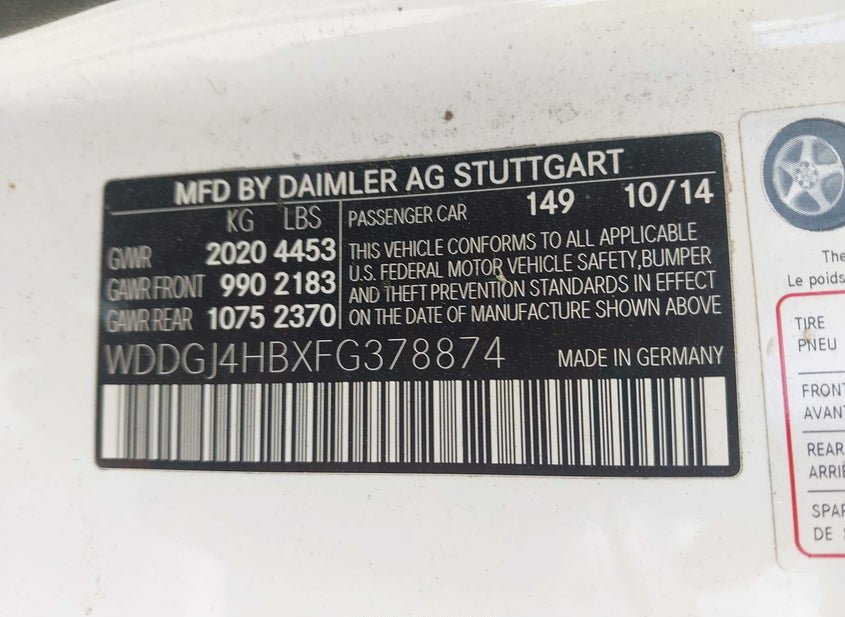 MFD BY DAIMLER AG STUTTGART
KG LBS
GVWR 2020 4453
GAWR FRONT 990 2183
GAWR REAR 1075 2370
PASSENGER CAR 149 10/14
THIS VEHICLE CONFORMS TO ALL APPLICABLE
U.S. FEDERAL MOTOR VEHICLE SAFETY,BUMPER
AND THEFT PREVENTION STANDARDS IN EFFECT
ON THE DATE OF MANUFACTURE SHOWN ABOVE
WDDGJ4HBXFG378874 MADE IN GERMANY
The
Le poids
TIRE
PNEU
FRONT
AVANT
REAR
DE